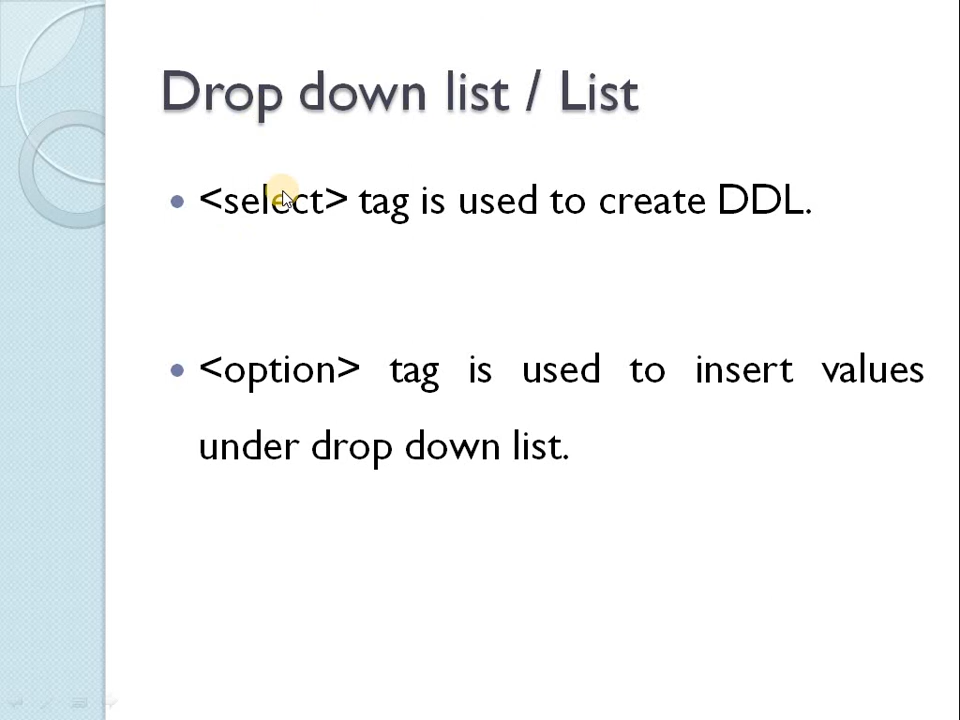 Drop down list / List
• <select> tag is used to create DDL.
• <option> tag is used to insert values
under drop down list.